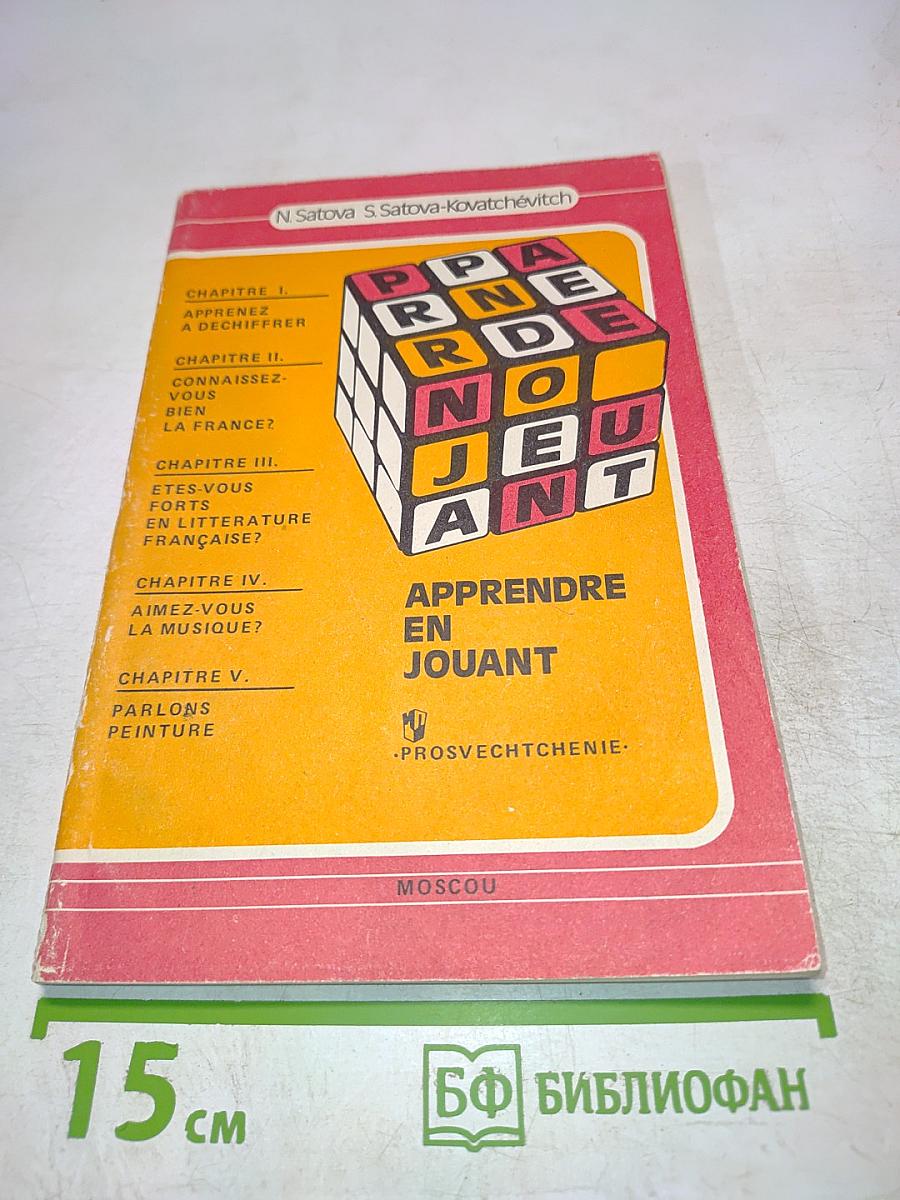 N. Satova S. Satova-Kovatchévitch
CHAPITRE I.
APPRENEZ
A DECHIFFRER
CHAPITRE II.
CONNAISSEZ-
VOUS
BIEN
LA FRANCE?
CHAPITRE III.
ETES-VOUS
FORTS
EN LITTERATURE
FRANÇAISE?
CHAPITRE IV.
AIMEZ-VOUS
LA MUSIQUE?
CHAPITRE V.
PARLONS
PEINTURE
P P A
R N E
R D E
N O
J E U
A N T
APPRENDRE
EN
JOUANT
·PROSVECHTCHENIE·
MOSCOU
15 см
БФ БИБЛИОФАН